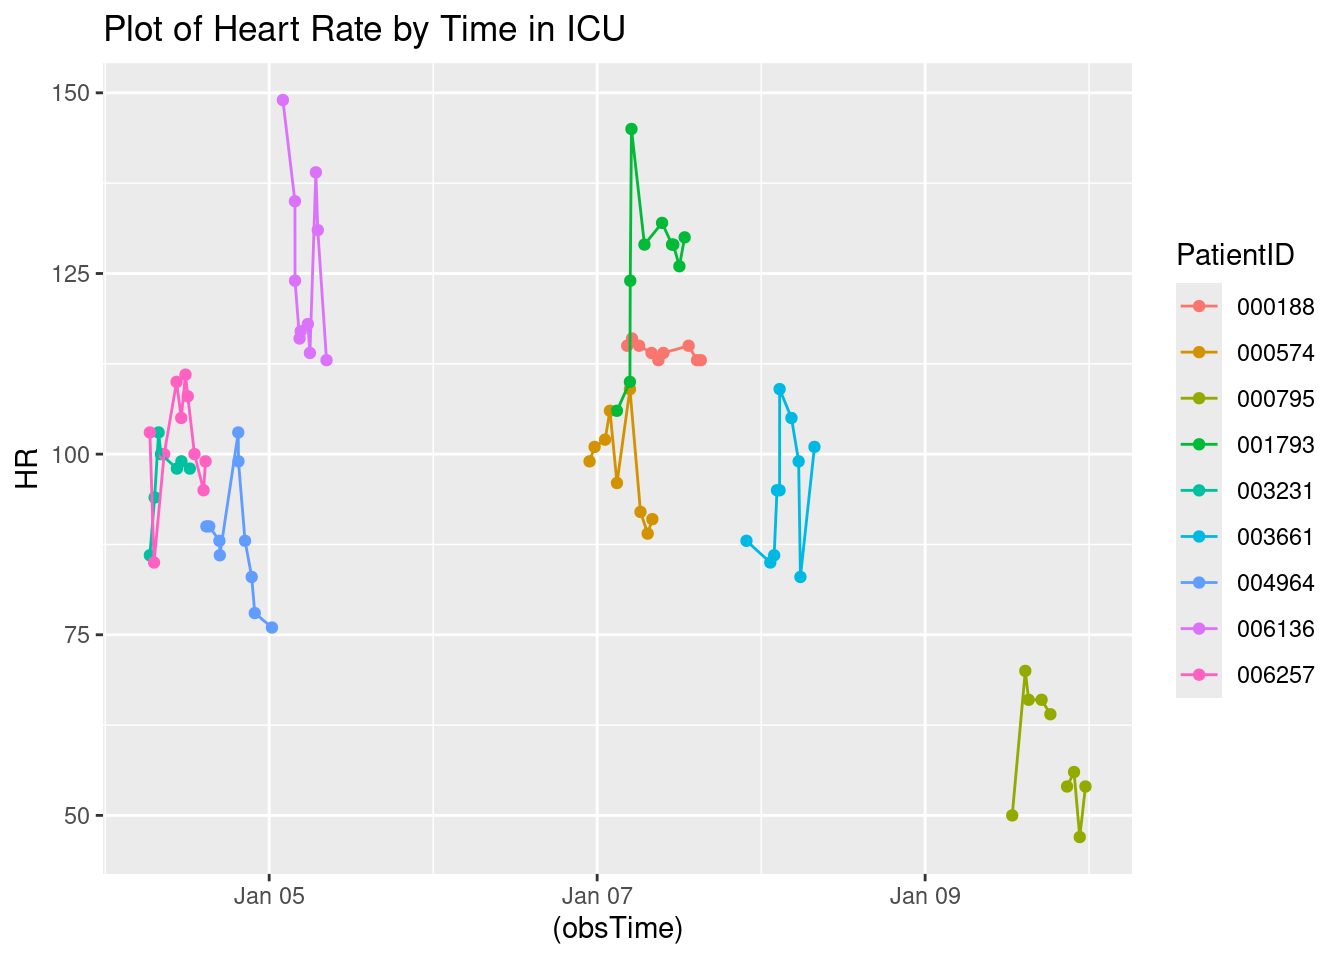 Plot of Heart Rate by Time in ICU
150
125
100
75
50
HR
Jan 05
Jan 07
Jan 09
(obsTime)
PatientID
000188
000574
000795
001793
003231
003661
004964
006136
006257